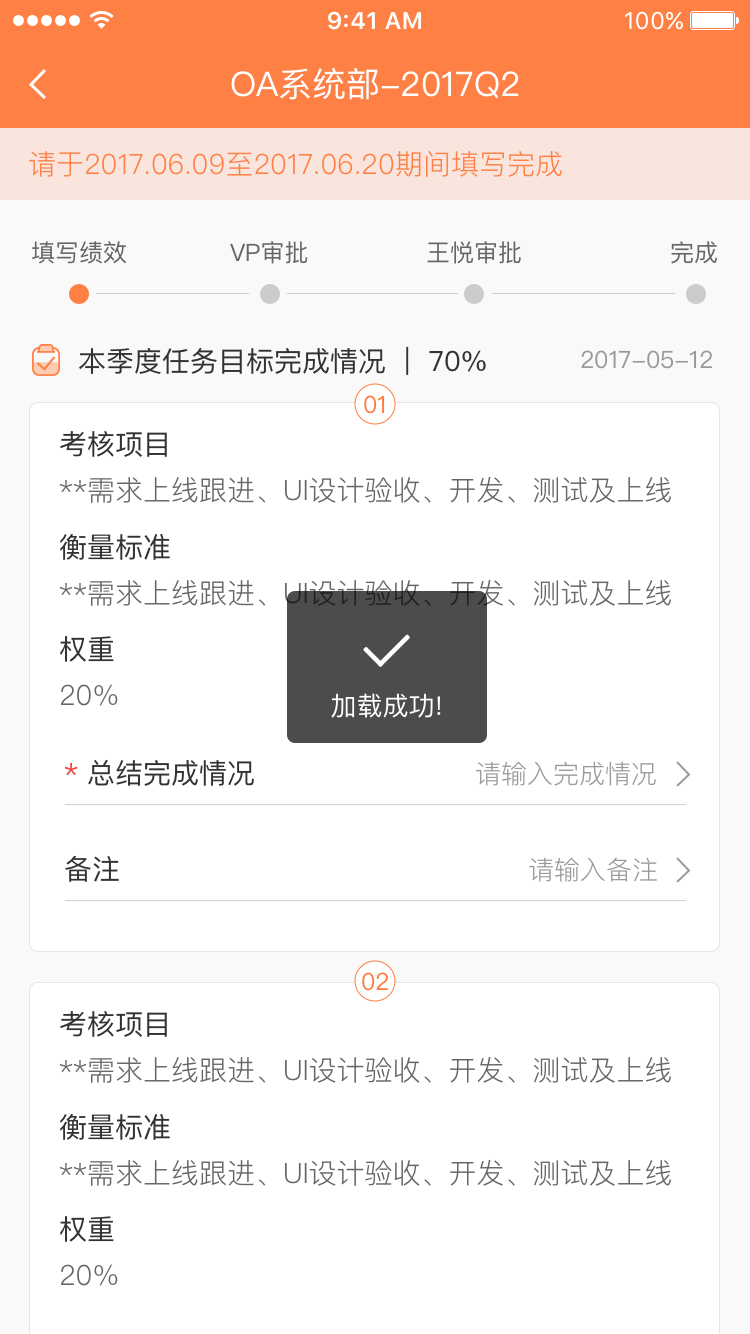 9:41 AM
100%
OA系统部-2017Q2
请于2017.06.09至2017.06.20期间填写完成
填写绩效
VP审批
王悦审批
完成
本季度任务目标完成情况 | 70%
2017-05-12
01
考核项目
**需求上线跟进、UI设计验收、开发、测试及上线
衡量标准
**需求上线跟进、UI设计验收、开发、测试及上线
权重
20%
加载成功!
* 总结完成情况
请输入完成情况
备注
请输入备注
02
考核项目
**需求上线跟进、UI设计验收、开发、测试及上线
衡量标准
**需求上线跟进、UI设计验收、开发、测试及上线
权重
20%